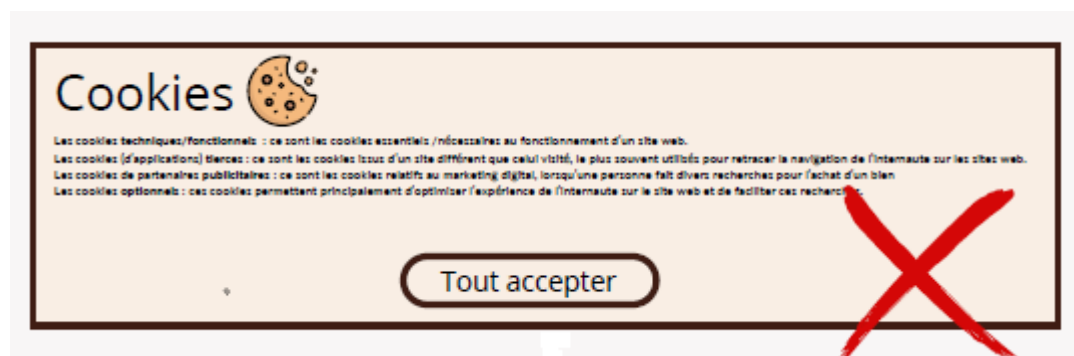 Cookies
Les cookies techniques/fonctionnels : ce sont les cookies essentiels /nécessaires au fonctionnement d'un site web.
Les cookies (d'applications) tierces : ce sont les cookies issus d'un site différent que celui visité, le plus souvent utilisés pour retracer la navigation de l'internaute sur les sites web.
Les cookies de partenaires publicitaires : ce sont les cookies relatifs au marketing digital, lorsqu'une personne fait divers recherches pour l'achat d'un bien
Les cookies optionnels : ces cookies permettent principalement d'optimiser l'expérience de l'internaute sur le site web et de faciliter ces recherches.
Tout accepter